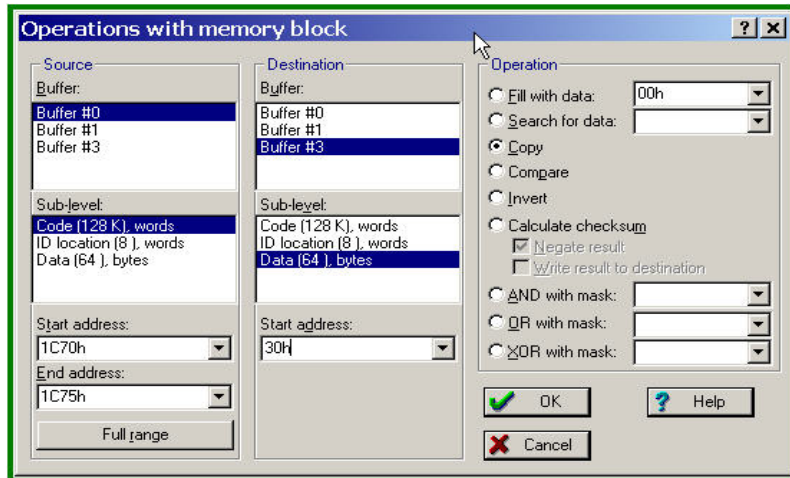 Operations with memory block
Source
Buffer:
Buffer #0
Buffer #1
Buffer #3
Sub-level:
Code (128 K), words
ID location (8 ), words
Data (64 ), bytes
Start address:
1C70h
End address:
1C75h
Full range
Destination
Buffer:
Buffer #0
Buffer #1
Buffer #3
Sub-level:
Code (128 K), words
ID location (8 ), words
Data (64 ), bytes
Start address:
30h
Operation
Fill with data: 00h
Search for data:
Copy
Compare
Invert
Calculate checksum
Negate result
Write result to destination
AND with mask:
OR with mask:
XOR with mask:
OK
? Help
Cancel